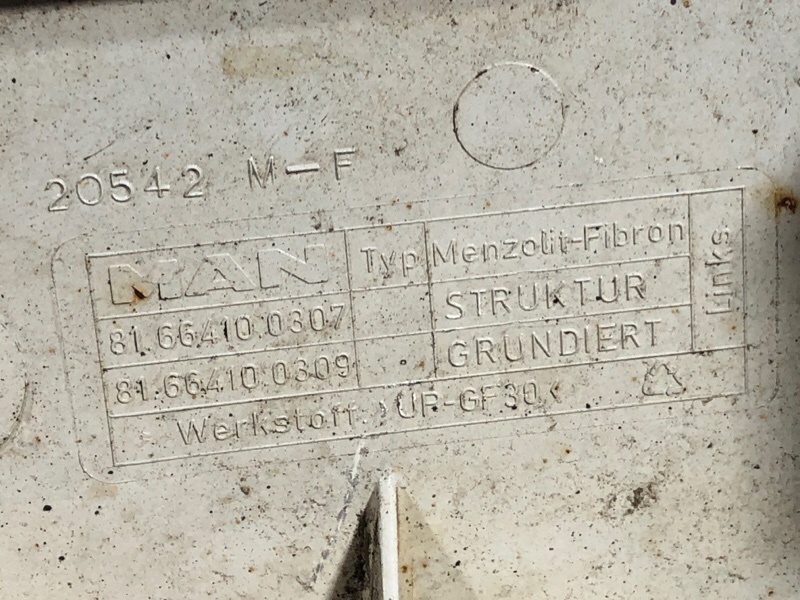 20542 M-F
MAN Typ Menzolit-Fibron Links
81.66410.0307 STRUKTUR
81.66410.0309 GRUNDIERT
Werkstoff >UP-GF30<